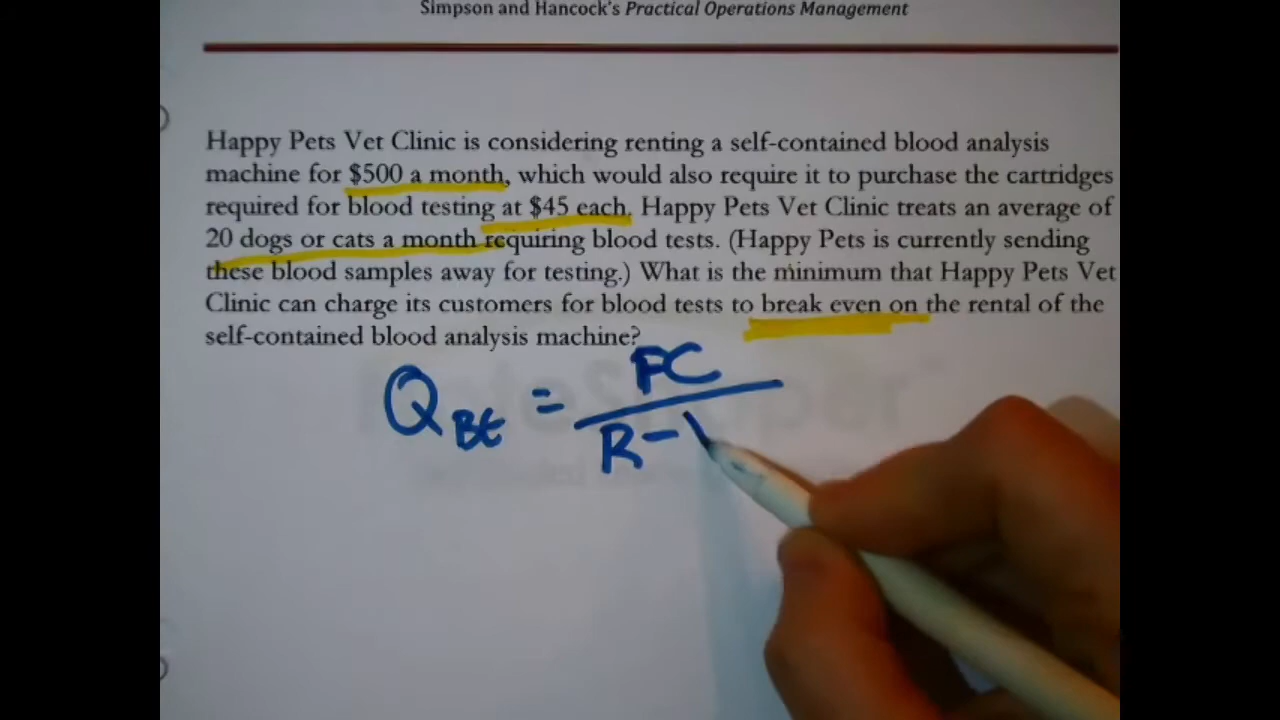 Simpson and Hancock's Practical Operations Management
Happy Pets Vet Clinic is considering renting a self-contained blood analysis
machine for $500 a month, which would also require it to purchase the cartridges
required for blood testing at $45 each. Happy Pets Vet Clinic treats an average of
20 dogs or cats a month requiring blood tests. (Happy Pets is currently sending
these blood samples away for testing.) What is the minimum that Happy Pets Vet
Clinic can charge its customers for blood tests to break even on the rental of the
self-contained blood analysis machine?
FC
QBE =
R-